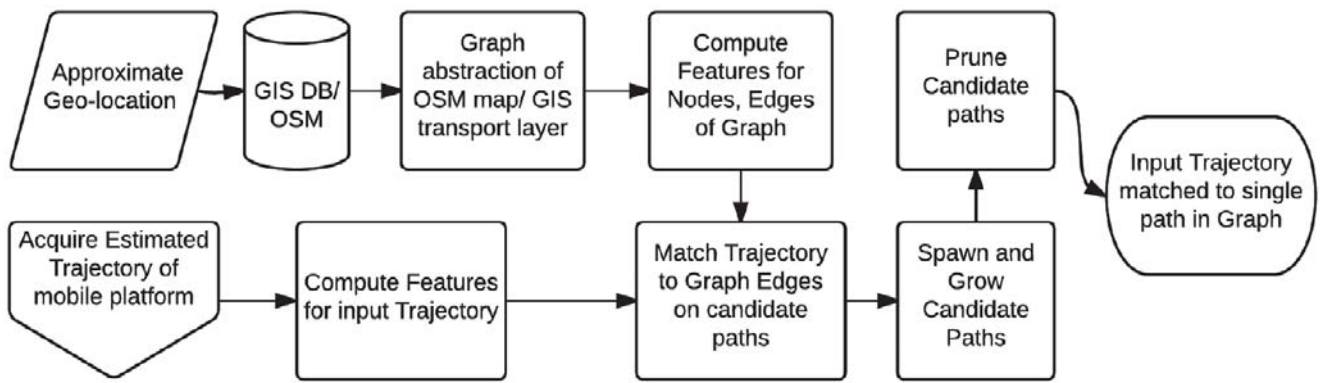 Approximate
Geo-location
GIS DB/
OSM
Graph
abstraction of
OSM map/ GIS
transport layer
Compute
Features for
Nodes, Edges
of Graph
Prune
Candidate
paths
Input Trajectory
matched to single
path in Graph
Acquire Estimated
Trajectory of
mobile platform
Compute Features
for input Trajectory
Match Trajectory
to Graph Edges
on candidate
paths
Spawn and
Grow
Candidate
Paths